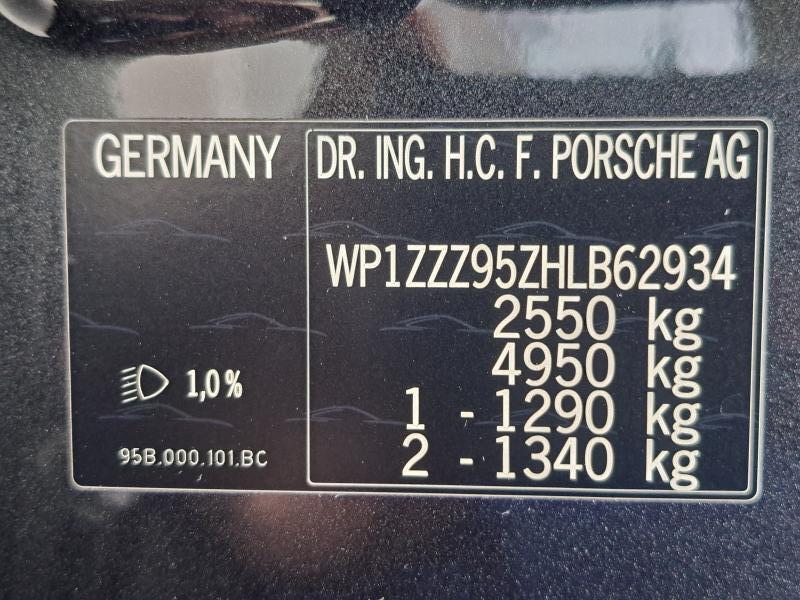 GERMANY
DR. ING. H.C. F. PORSCHE AG
WP1ZZZ95ZHLB62934
2550 kg
4950 kg
1 - 1290 kg
2 - 1340 kg
1,0%
95B.000.101.BC